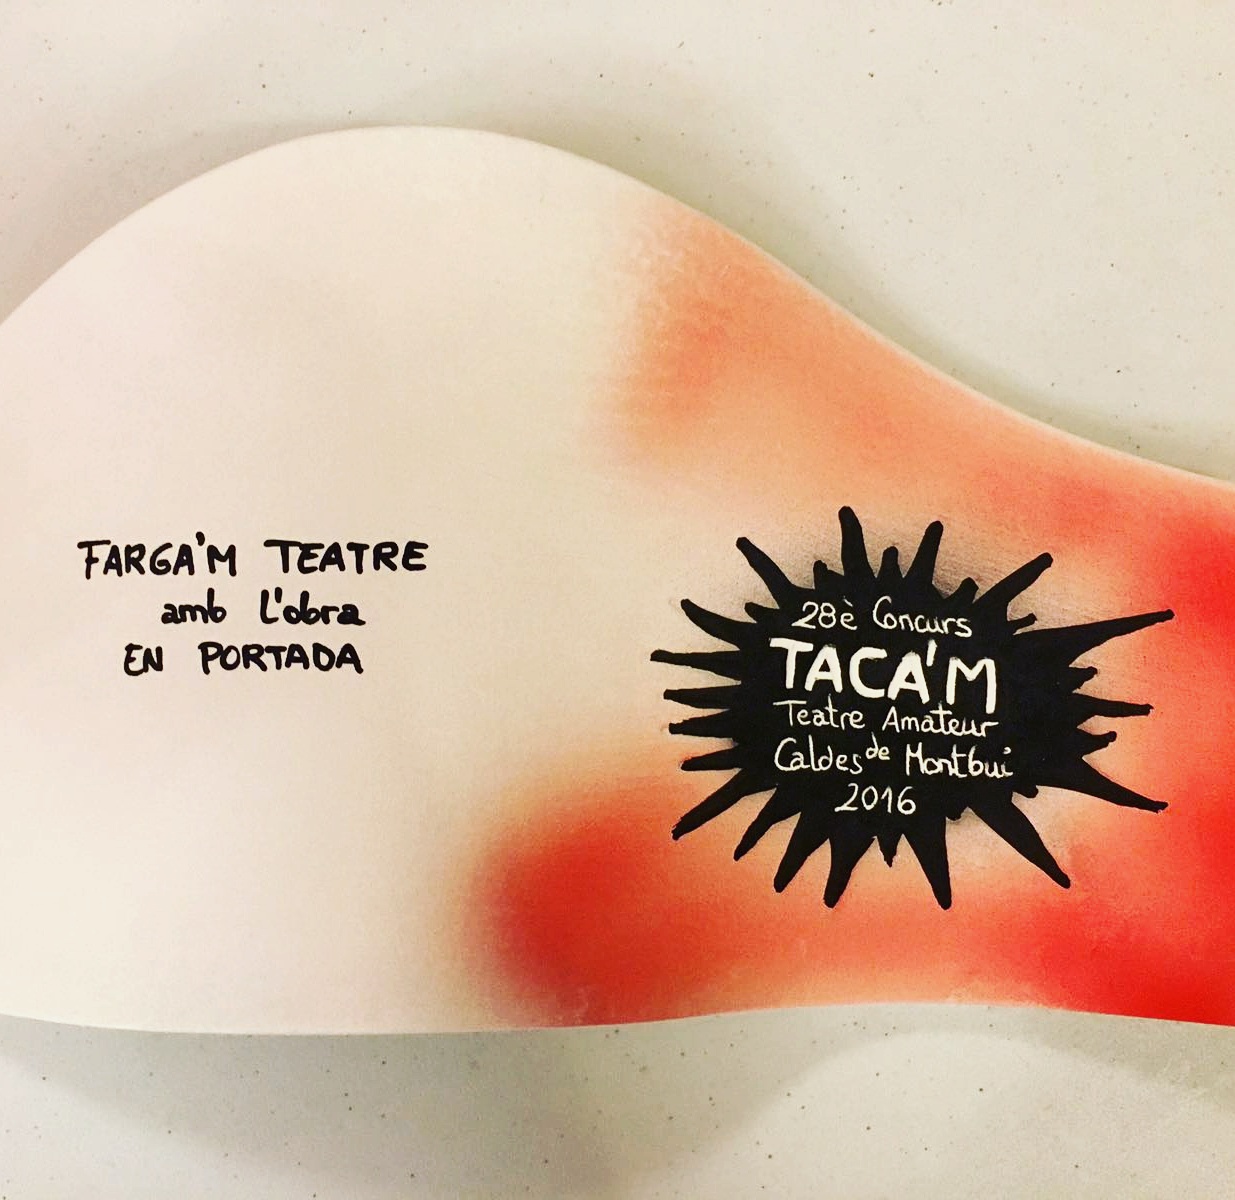 FARGA'M TEATRE
amb l'obra
EN PORTADA
28è Concurs
TACA'M
Teatre Amateur
Caldes de Montbui
2016